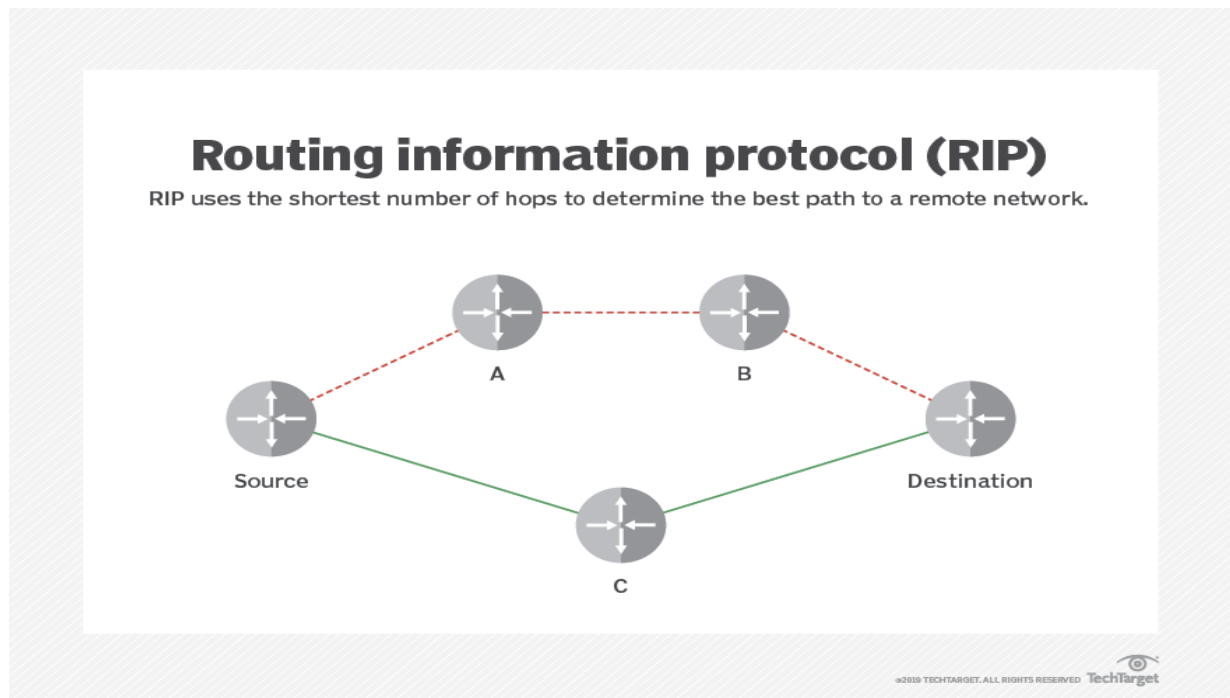 Routing information protocol (RIP)
RIP uses the shortest number of hops to determine the best path to a remote network.
A
B
Source
Destination
C
©2019 TECHTARGET. ALL RIGHTS RESERVED TechTarget